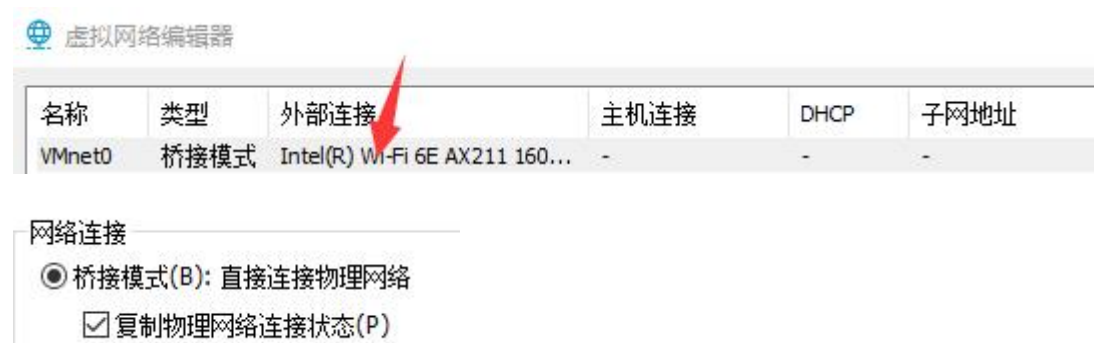 虚拟网络编辑器
名称 类型 外部连接 主机连接 DHCP 子网地址
VMnet0 桥接模式 Intel(R) Wi-Fi 6E AX211 160... - - -
网络连接
桥接模式(B): 直接连接物理网络
复制物理网络连接状态(P)